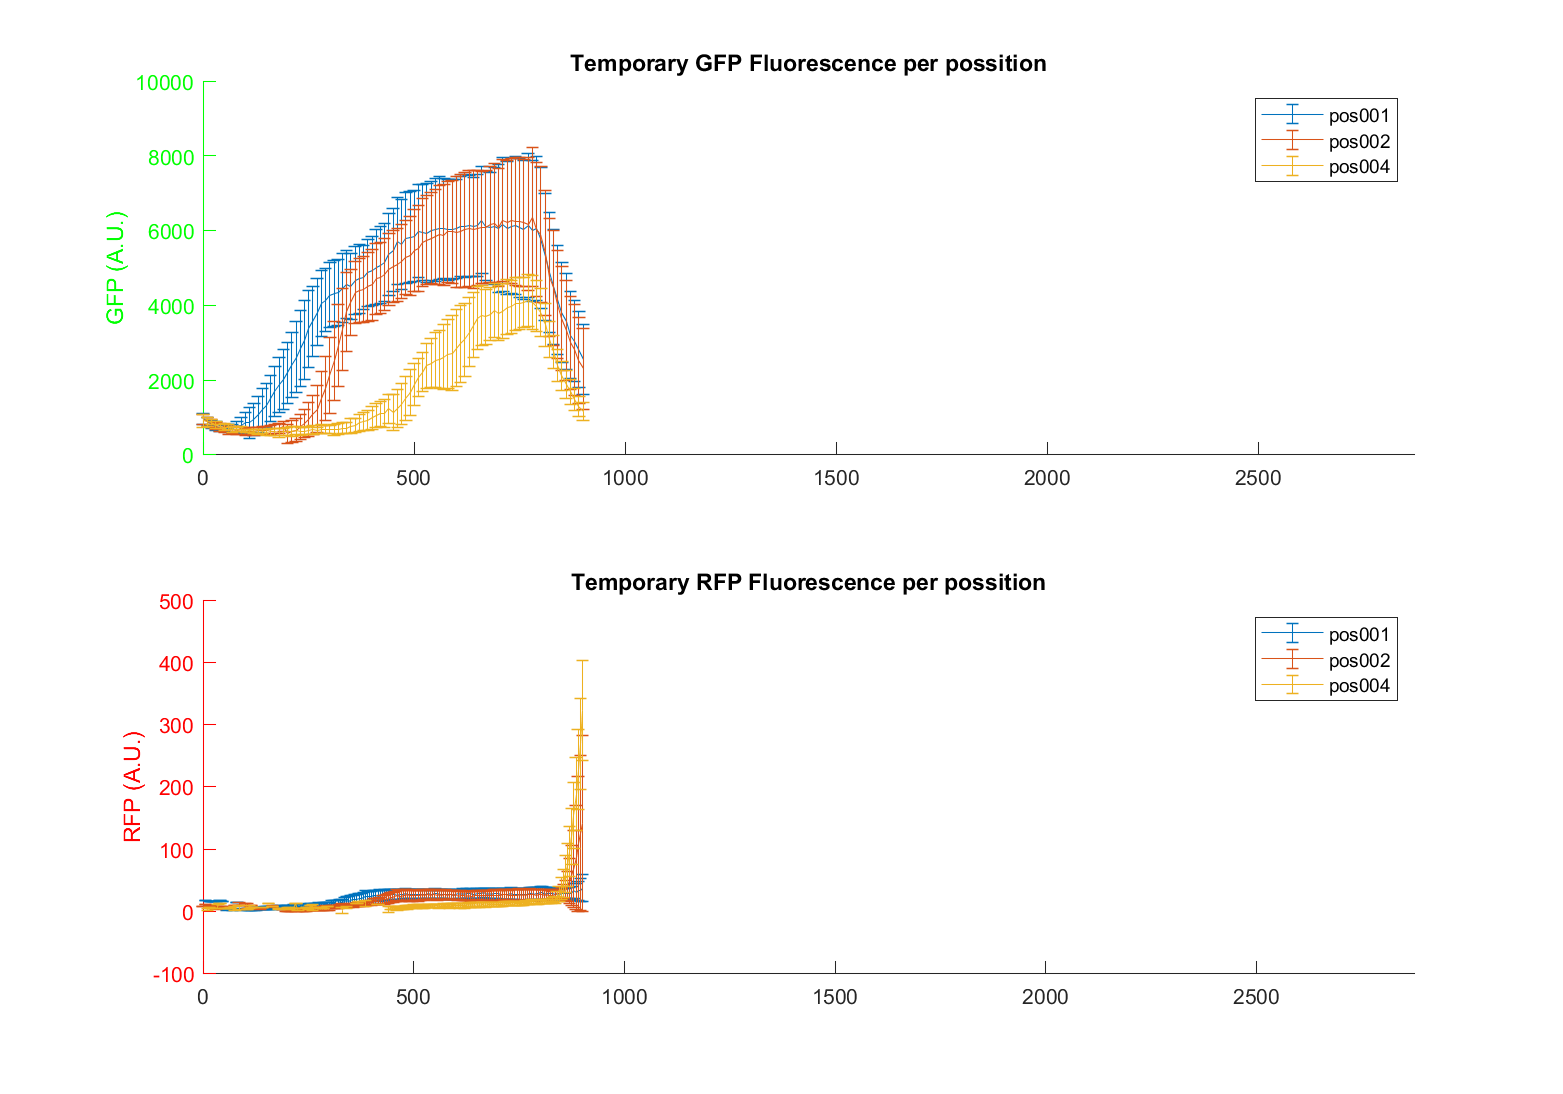 Temporary GFP Fluorescence per possition
10000
8000
6000
4000
2000
0
GFP (A.U.)
pos001
pos002
pos004
0 500 1000 1500 2000 2500
Temporary RFP Fluorescence per possition
500
400
300
200
100
0
-100
RFP (A.U.)
pos001
pos002
pos004
0 500 1000 1500 2000 2500